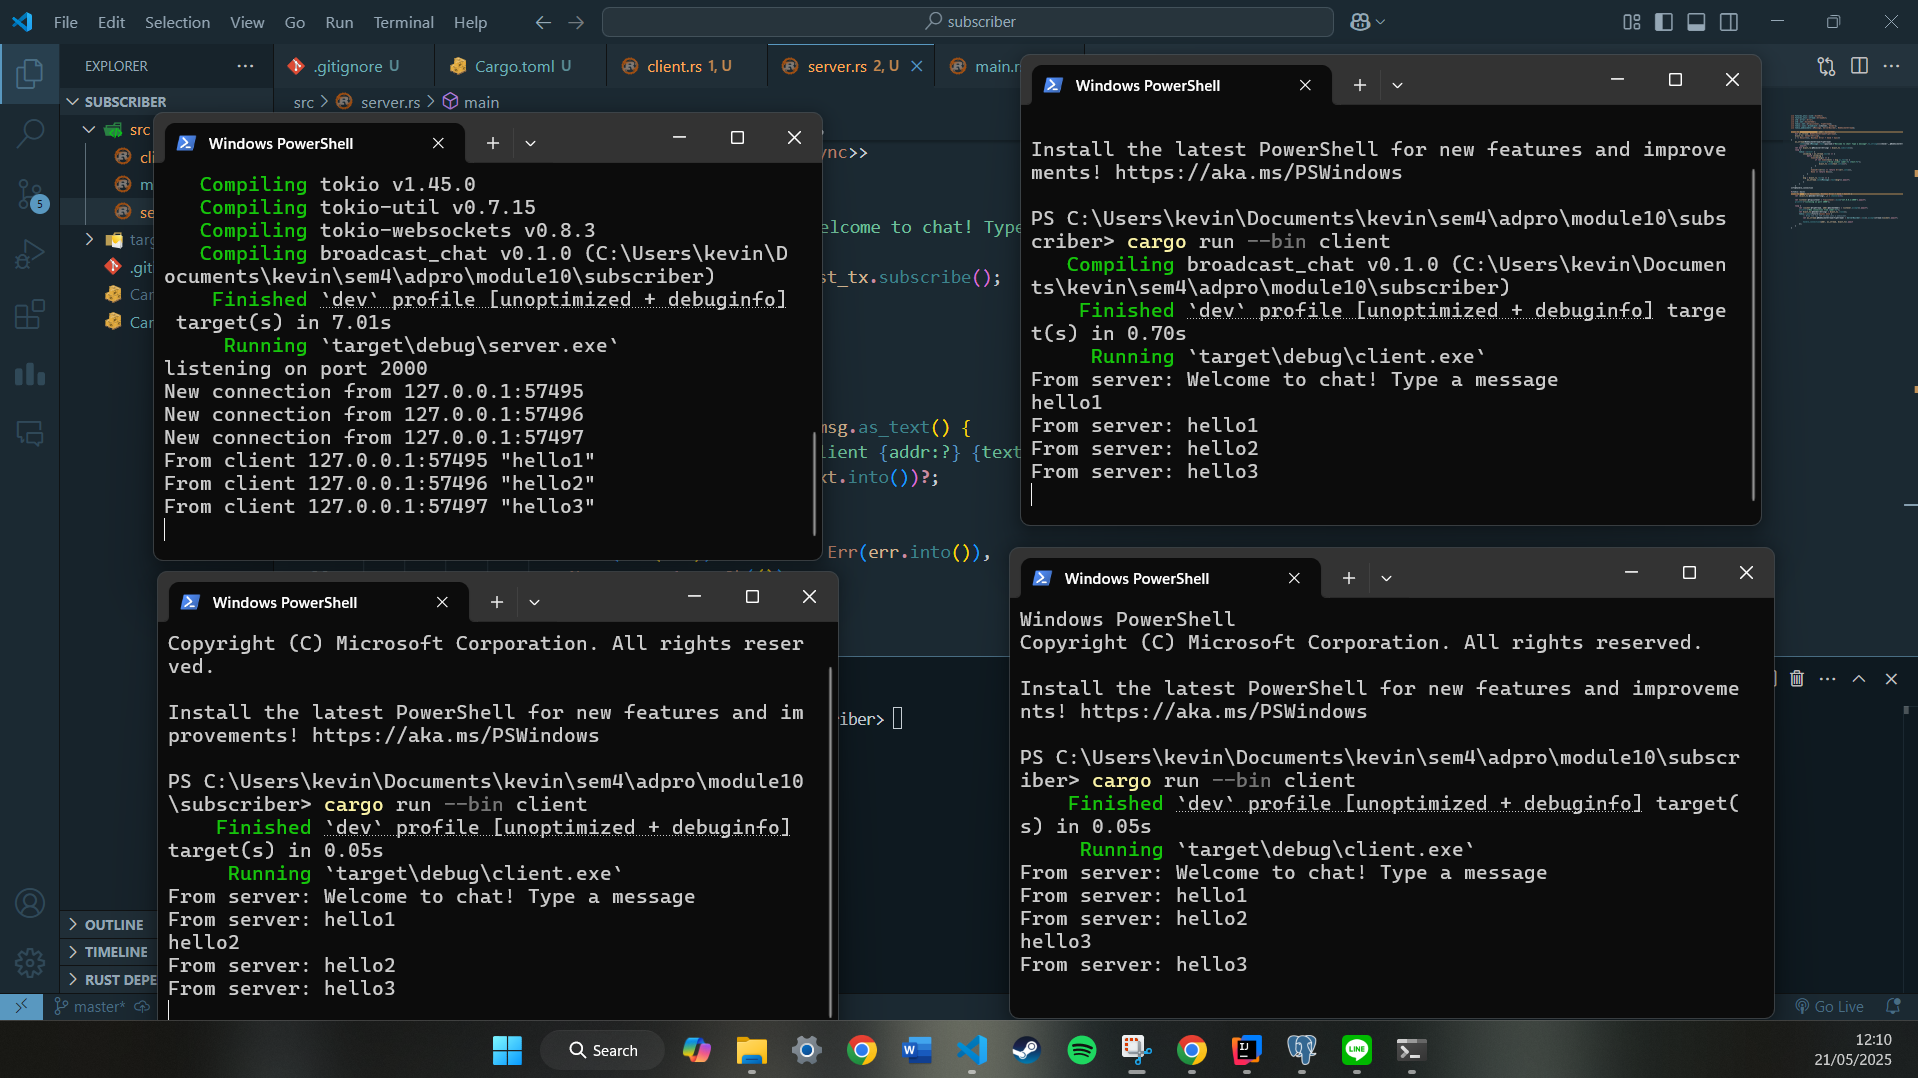 File Edit Selection View Go Run Terminal Help
subscriber
EXPLORER
.gitignore U
Cargo.toml U
client.rs 1, U
server.rs 2, U
SUBSCRIBER
src > server.rs > main
src
.git
5
OUTLINE
TIMELINE
RUST DEPE
master*
Go Live
elcome to chat! Type
st_tx.subscribe();
msg.as_text() {
lient {addr:?} {text
xt.into())?;
Err(err.into()),
iber>
Windows PowerShell
Compiling tokio v1.45.0
Compiling tokio-util v0.7.15
Compiling tokio-websockets v0.8.3
Compiling broadcast_chat v0.1.0 (C:\Users\kevin\D
ocuments\kevin\sem4\adpro\module10\subscriber)
Finished `dev` profile [unoptimized + debuginfo]
target(s) in 7.01s
Running `target\debug\server.exe`
listening on port 2000
New connection from 127.0.0.1:57495
New connection from 127.0.0.1:57496
New connection from 127.0.0.1:57497
From client 127.0.0.1:57495 "hello1"
From client 127.0.0.1:57496 "hello2"
From client 127.0.0.1:57497 "hello3"
Windows PowerShell
Install the latest PowerShell for new features and improve
ments! https://aka.ms/PSWindows
PS C:\Users\kevin\Documents\kevin\sem4\adpro\module10\subs
criber> cargo run --bin client
Compiling broadcast_chat v0.1.0 (C:\Users\kevin\Documen
ts\kevin\sem4\adpro\module10\subscriber)
Finished `dev` profile [unoptimized + debuginfo] targe
t(s) in 0.70s
Running `target\debug\client.exe`
From server: Welcome to chat! Type a message
hello1
From server: hello1
From server: hello2
From server: hello3
Windows PowerShell
Copyright (C) Microsoft Corporation. All rights reser
ved.
Install the latest PowerShell for new features and im
provements! https://aka.ms/PSWindows
PS C:\Users\kevin\Documents\kevin\sem4\adpro\module10
\subscriber> cargo run --bin client
Finished `dev` profile [unoptimized + debuginfo]
target(s) in 0.05s
Running `target\debug\client.exe`
From server: Welcome to chat! Type a message
From server: hello1
hello2
From server: hello2
From server: hello3
Windows PowerShell
Windows PowerShell
Copyright (C) Microsoft Corporation. All rights reserved.
Install the latest PowerShell for new features and improveme
nts! https://aka.ms/PSWindows
PS C:\Users\kevin\Documents\kevin\sem4\adpro\module10\subscr
iber> cargo run --bin client
Finished `dev` profile [unoptimized + debuginfo] target(
s) in 0.05s
Running `target\debug\client.exe`
From server: Welcome to chat! Type a message
From server: hello1
From server: hello2
hello3
From server: hello3
Search
12:10
21/05/2025